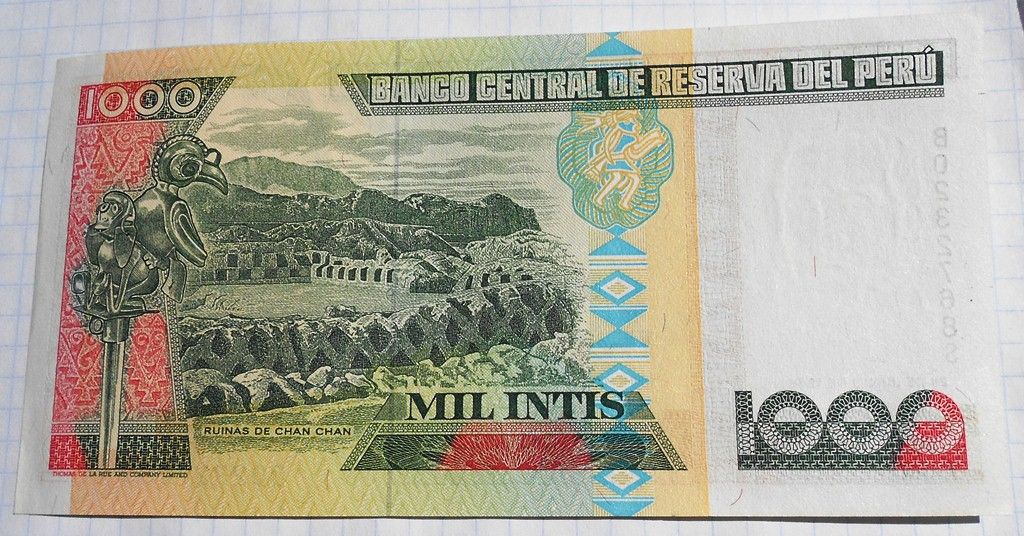 1000
BANCO CENTRAL DE RESERVA DEL PERÚ
MIL INTIS
RUINAS DE CHAN CHAN
1000
THOMAS DE LA RUE AND COMPANY LIMITED